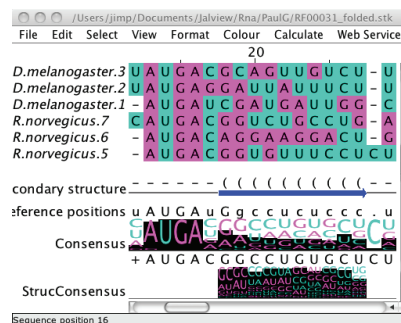 /Users/jimp/Documents/Jalview/Rna/PaulG/RF00031_folded.stk
File Edit Select View Format Colour Calculate Web Service
20
D.melanogaster.3 U A U G A C G C A G U U G U C U - U
D.melanogaster.2 U A U G A G G A U U A U U U C U - U
D.melanogaster.1 - A U G A U C G A U G A U U G G - C
R.norvegicus.7 C A U G A C G G U C U G C C U G - A
R.norvegicus.6 - A U G A C A G G A A G G A C U - G
R.norvegicus.5 - A U G A C G G U G U U U C C U C U
condary structure - - - - - - ( ( ( ( ( ( ( ( ( ( - -
eference positions u A U G A u G g c c u c u c c c . u
Consensus
+ A U G A C G G C C U G U G C U C U
StrucConsensus
Sequence position 16